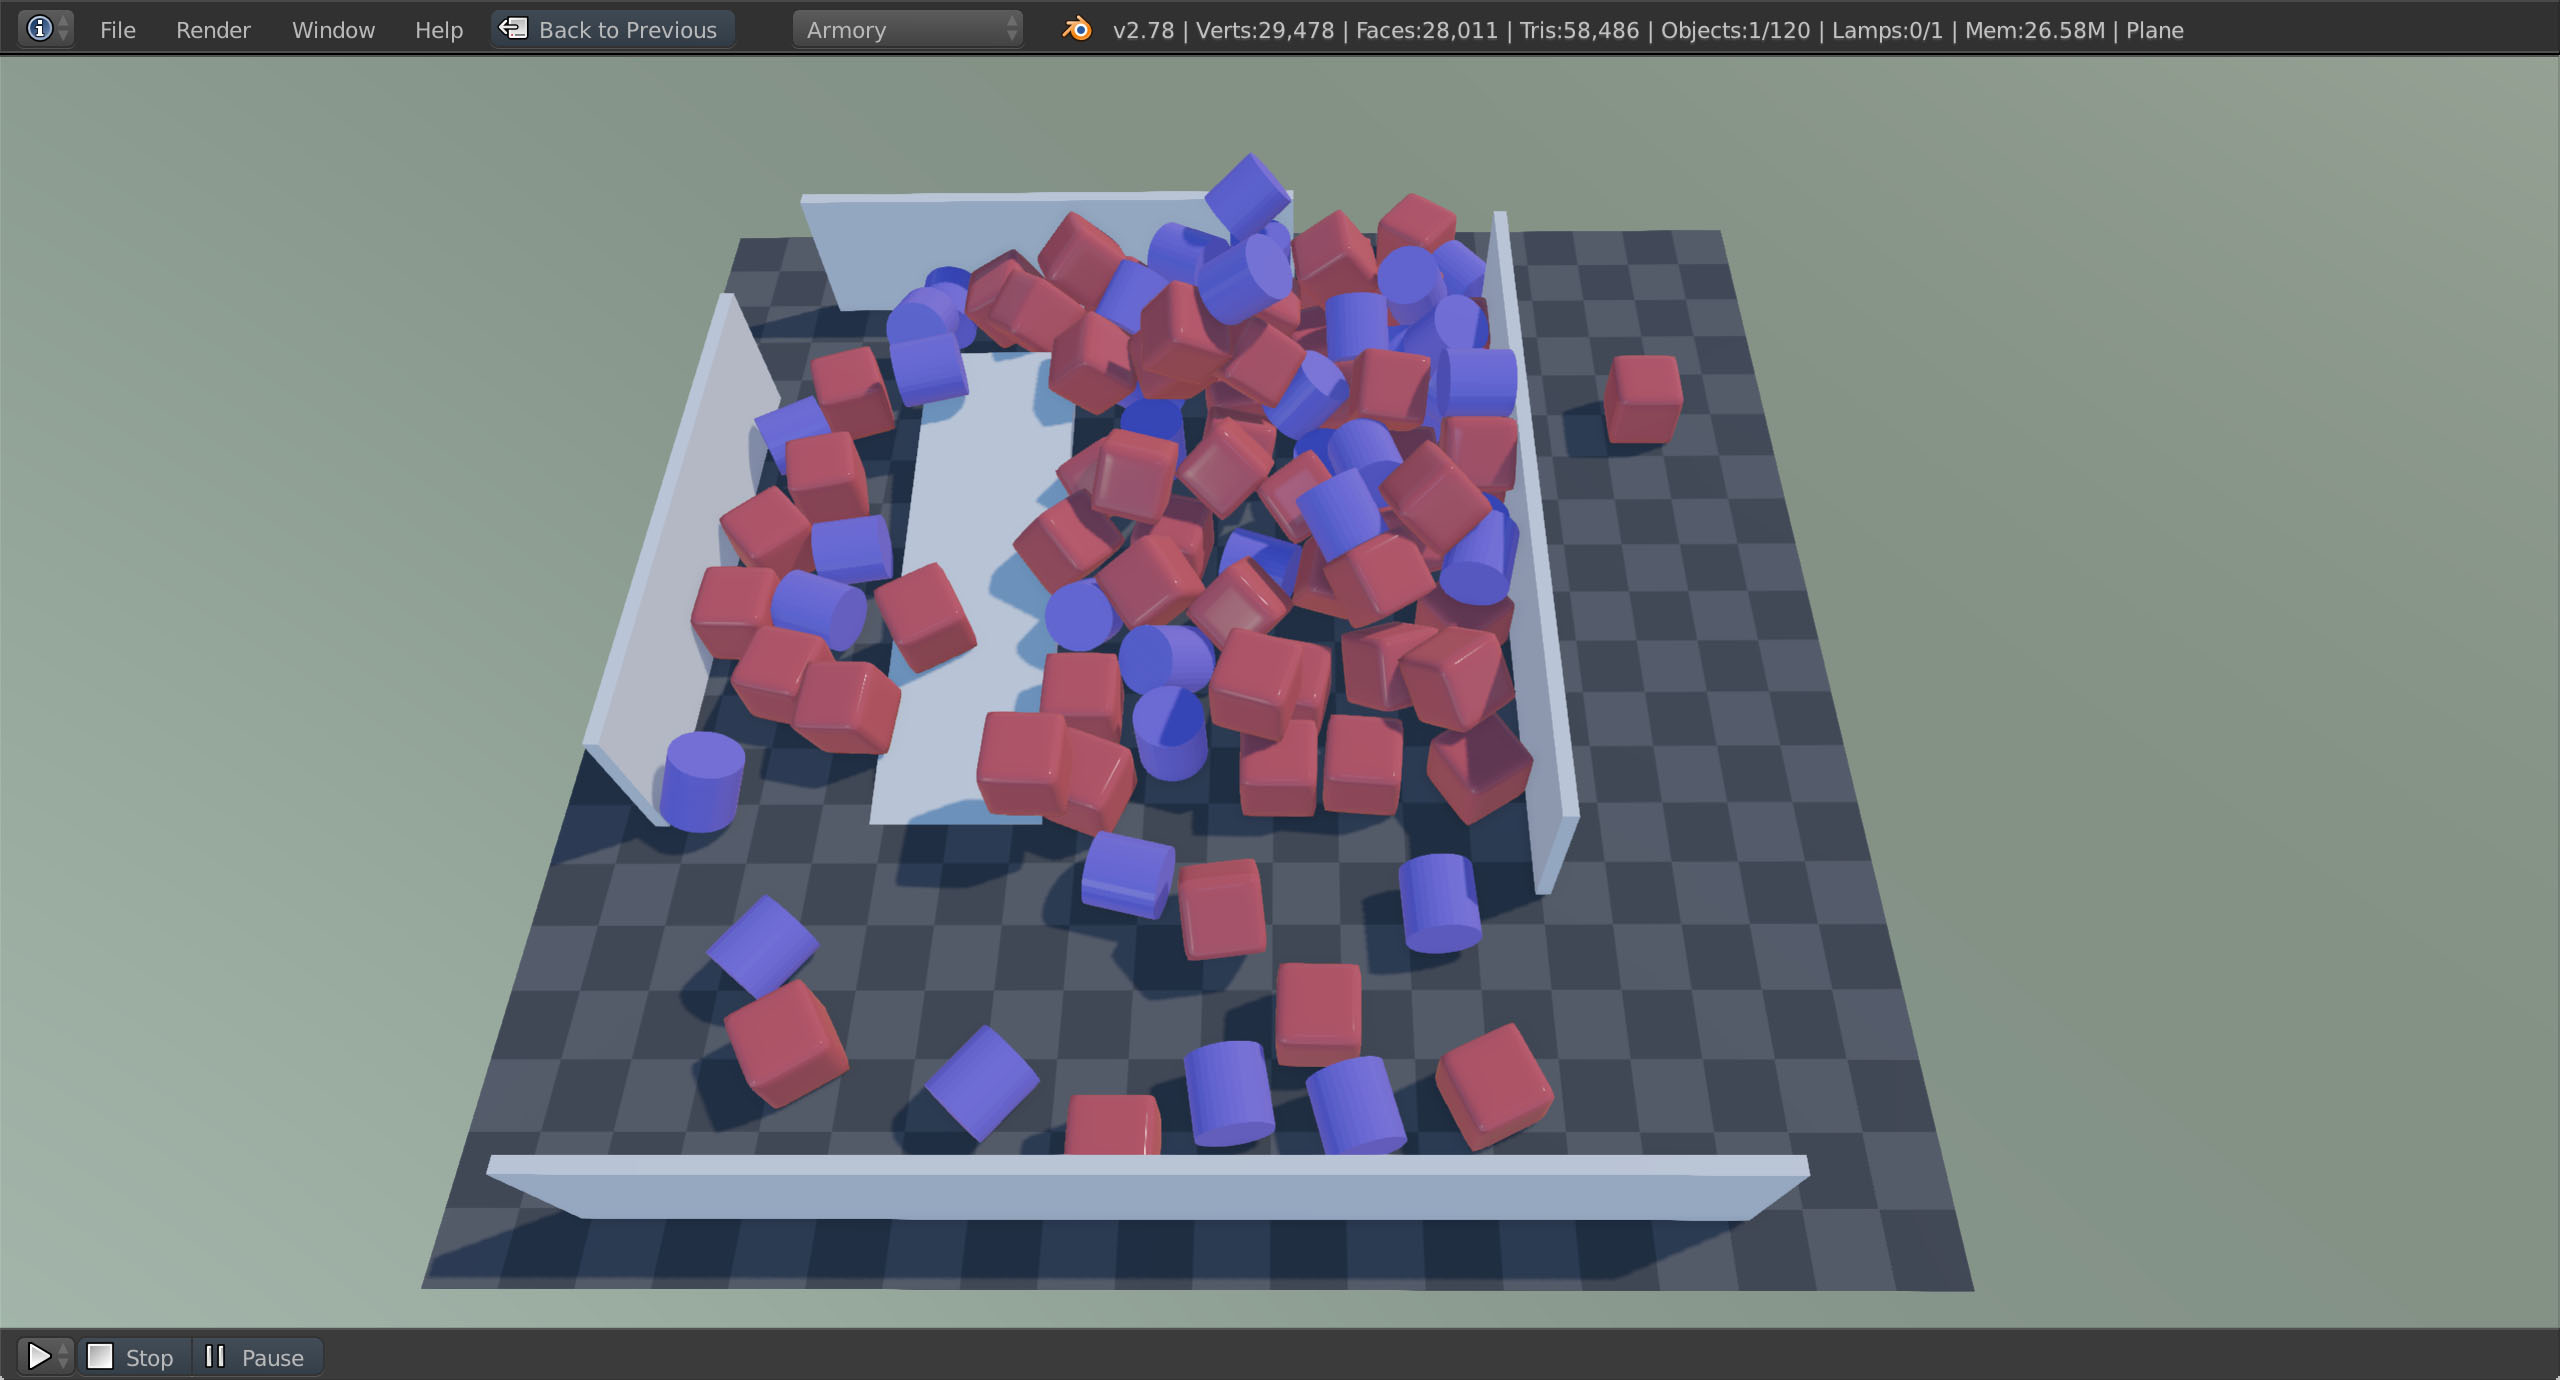 File Render Window Help Back to Previous Armory v2.78 | Verts:29,478 | Faces:28,011 | Tris:58,486 | Objects:1/120 | Lamps:0/1 | Mem:26.58M | Plane
Stop Pause